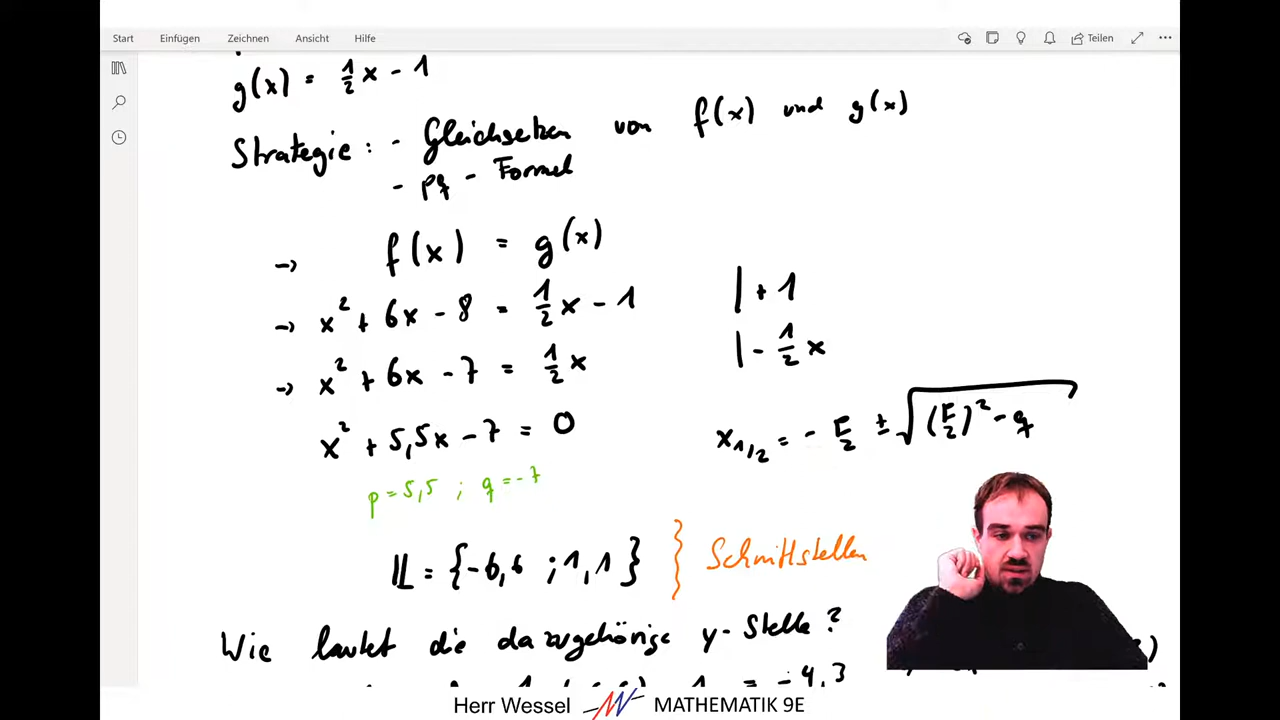 Start Einfügen Zeichnen Ansicht Hilfe Teilen
g(x) = 1/2 x - 1
Strategie: - Gleichsetzen von f(x) und g(x)
- pq - Formel
→ f(x) = g(x)
→ x² + 6x - 8 = 1/2 x - 1 | + 1
→ x² + 6x - 7 = 1/2 x | - 1/2 x
x² + 5,5x - 7 = 0
x₁/₂ = - p/2 ± √(p/2)² - q
p = 5,5 ; q = - 7
𝕃 = {-6,6 ; 1,1} } Schnittstellen
Wie lautet die dazugehörige y-Stelle?
= -4,3
Herr Wessel MATHEMATIK 9E